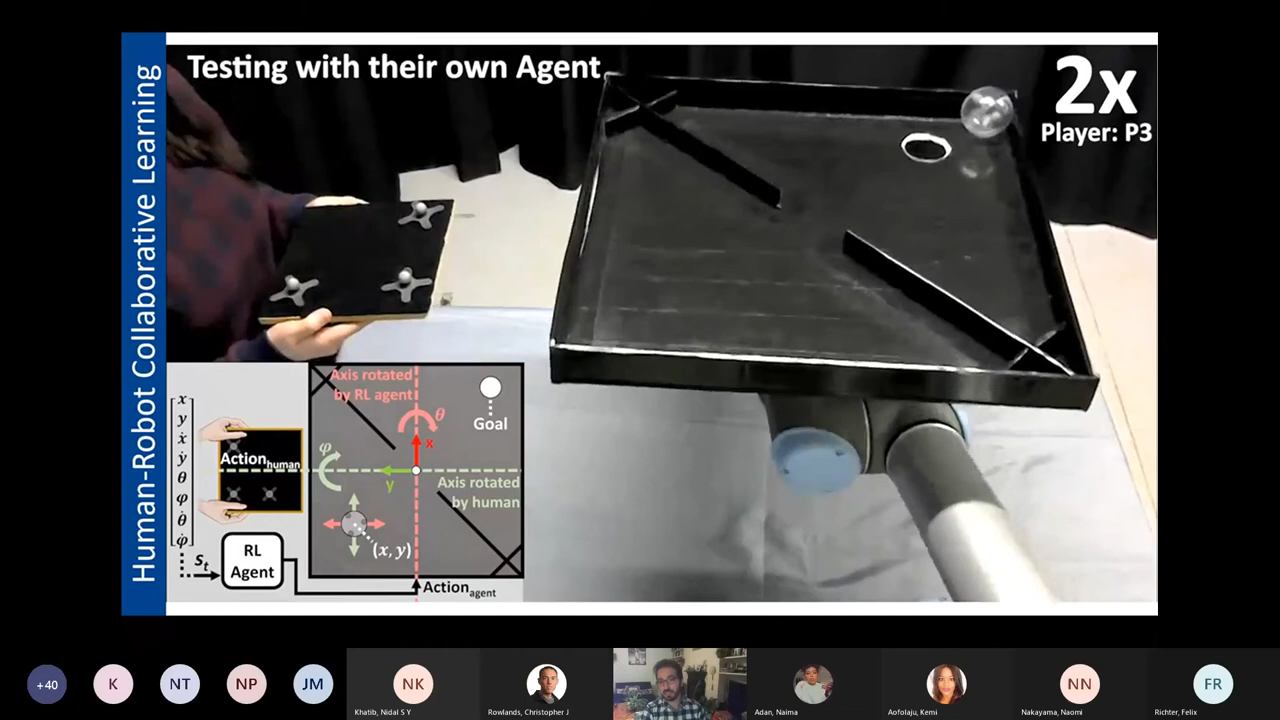 Human-Robot Collaborative Learning
Testing with their own Agent
2x
Player: P3
x
y
ẋ
ẏ
θ
φ
θ̇
φ̇
s_t
RL
Agent
Action_human
Axis rotated
by RL agent
θ
x
Goal
φ
y
Axis rotated
by human
(x, y)
Action_agent
+40
K
NT
NP
JM
NK
Khatib, Nidal S Y
Rowlands, Christopher J
Adan, Naima
Aofolaju, Kemi
NN
Nakayama, Naomi
FR
Richter, Felix